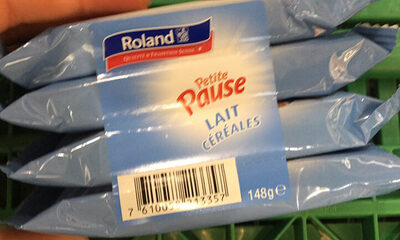 Roland
Petite
Pause
LAIT
CÉRÉALES
148g e